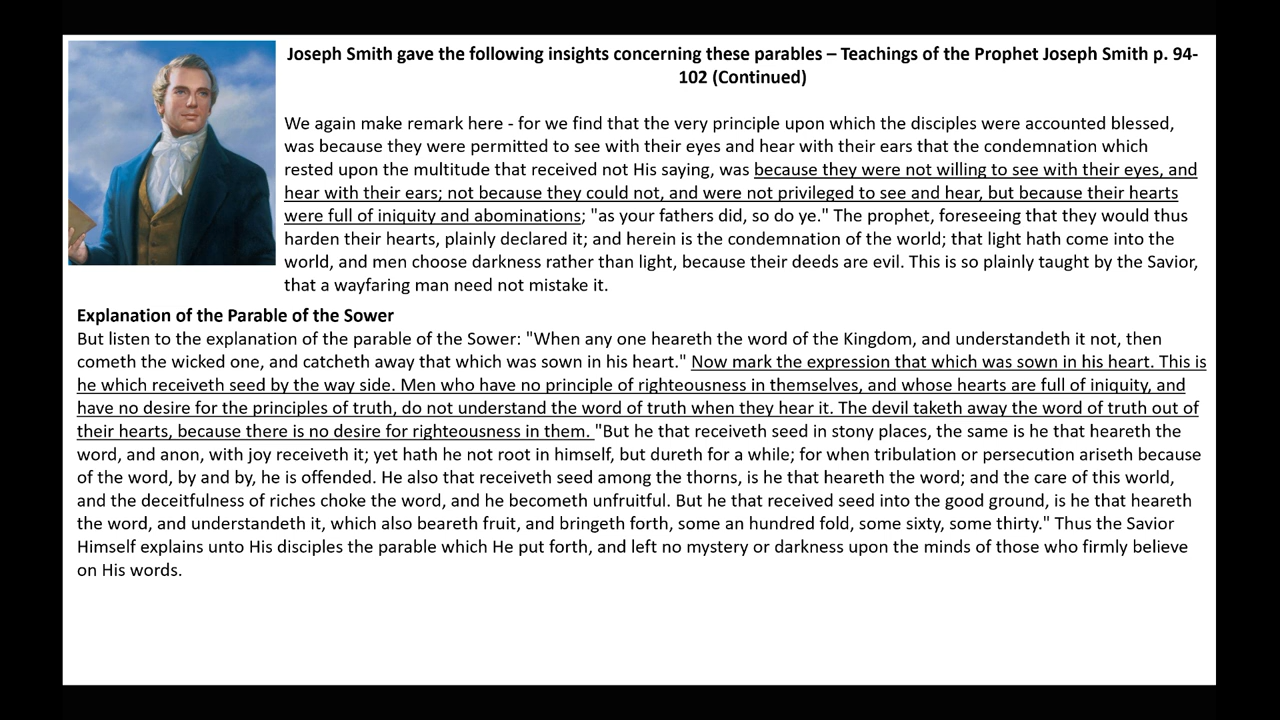 Joseph Smith gave the following insights concerning these parables – Teachings of the Prophet Joseph Smith p. 94-
102 (Continued)
We again make remark here - for we find that the very principle upon which the disciples were accounted blessed,
was because they were permitted to see with their eyes and hear with their ears that the condemnation which
rested upon the multitude that received not His saying, was because they were not willing to see with their eyes, and
hear with their ears; not because they could not, and were not privileged to see and hear, but because their hearts
were full of iniquity and abominations; "as your fathers did, so do ye." The prophet, foreseeing that they would thus
harden their hearts, plainly declared it; and herein is the condemnation of the world; that light hath come into the
world, and men choose darkness rather than light, because their deeds are evil. This is so plainly taught by the Savior,
that a wayfaring man need not mistake it.
Explanation of the Parable of the Sower
But listen to the explanation of the parable of the Sower: "When any one heareth the word of the Kingdom, and understandeth it not, then
cometh the wicked one, and catcheth away that which was sown in his heart." Now mark the expression that which was sown in his heart. This is
he which receiveth seed by the way side. Men who have no principle of righteousness in themselves, and whose hearts are full of iniquity, and
have no desire for the principles of truth, do not understand the word of truth when they hear it. The devil taketh away the word of truth out of
their hearts, because there is no desire for righteousness in them. "But he that receiveth seed in stony places, the same is he that heareth the
word, and anon, with joy receiveth it; yet hath he not root in himself, but dureth for a while; for when tribulation or persecution ariseth because
of the word, by and by, he is offended. He also that receiveth seed among the thorns, is he that heareth the word; and the care of this world,
and the deceitfulness of riches choke the word, and he becometh unfruitful. But he that received seed into the good ground, is he that heareth
the word, and understandeth it, which also beareth fruit, and bringeth forth, some an hundred fold, some sixty, some thirty." Thus the Savior
Himself explains unto His disciples the parable which He put forth, and left no mystery or darkness upon the minds of those who firmly believe
on His words.